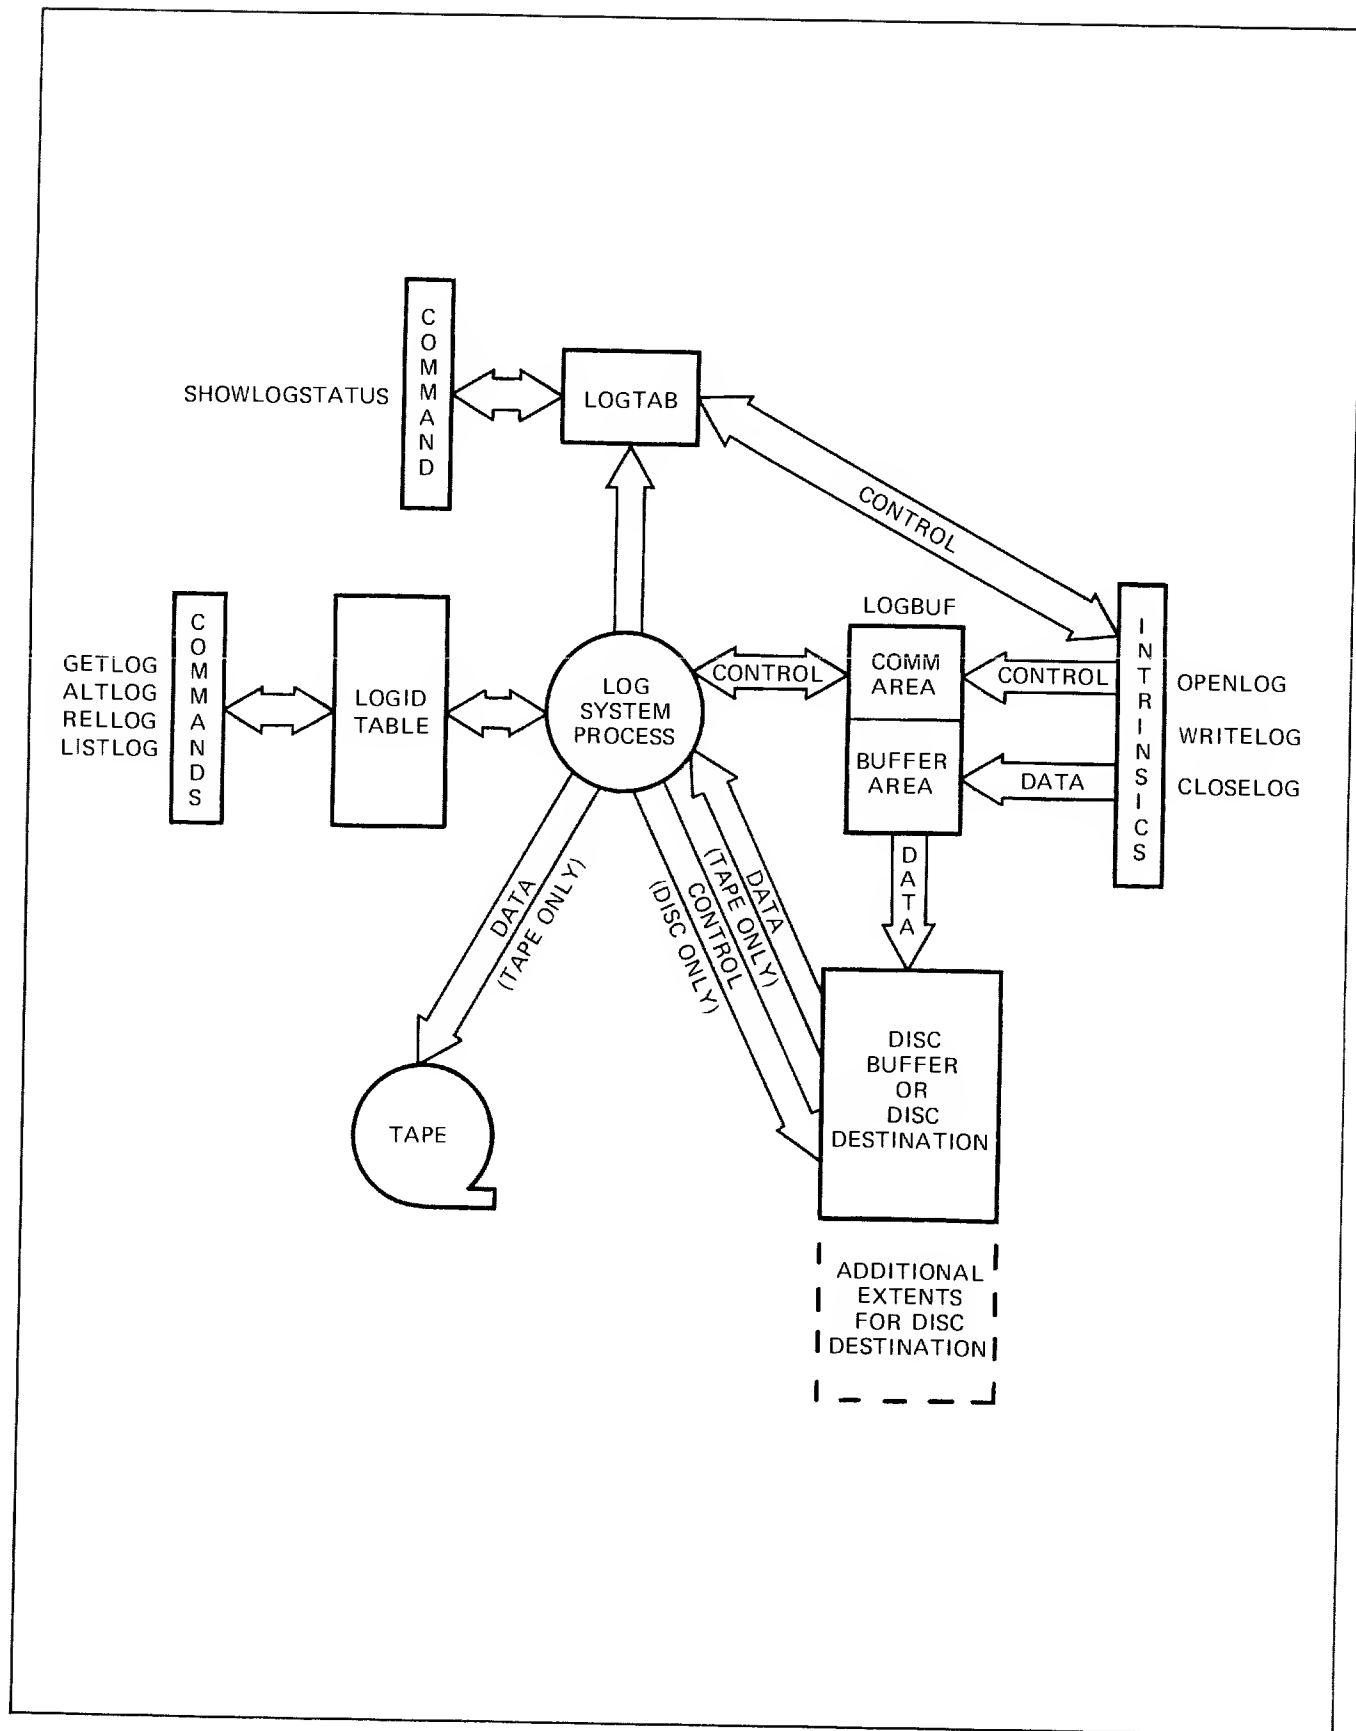 COMMAND
SHOWLOGSTATUS
LOGTAB
CONTROL
LOGBUF
COMMANDS
GETLOG
ALTLOG
RELLOG
LISTLOG
LOGID
TABLE
LOG
SYSTEM
PROCESS
CONTROL
COMM
AREA
CONTROL
BUFFER
AREA
DATA
INTRINSICS
OPENLOG
WRITELOG
CLOSELOG
DATA
DATA
(TAPE ONLY)
DATA
(TAPE ONLY)
CONTROL
(DISC ONLY)
TAPE
DISC
BUFFER
OR
DISC
DESTINATION
ADDITIONAL
EXTENTS
FOR DISC
DESTINATION